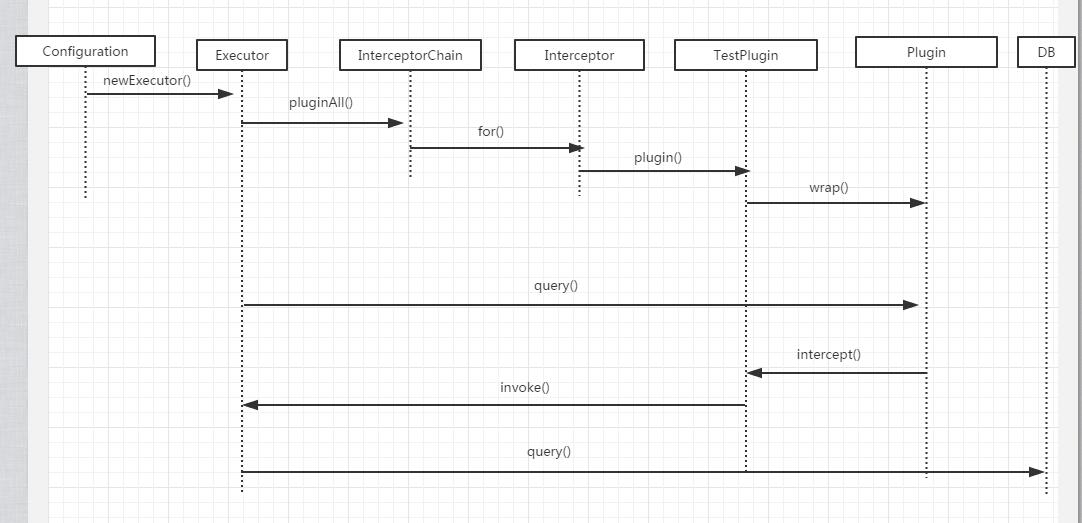 Configuration
Executor
InterceptorChain
Interceptor
TestPlugin
Plugin
DB
newExecutor()
pluginAll()
for()
plugin()
wrap()
query()
intercept()
invoke()
query()